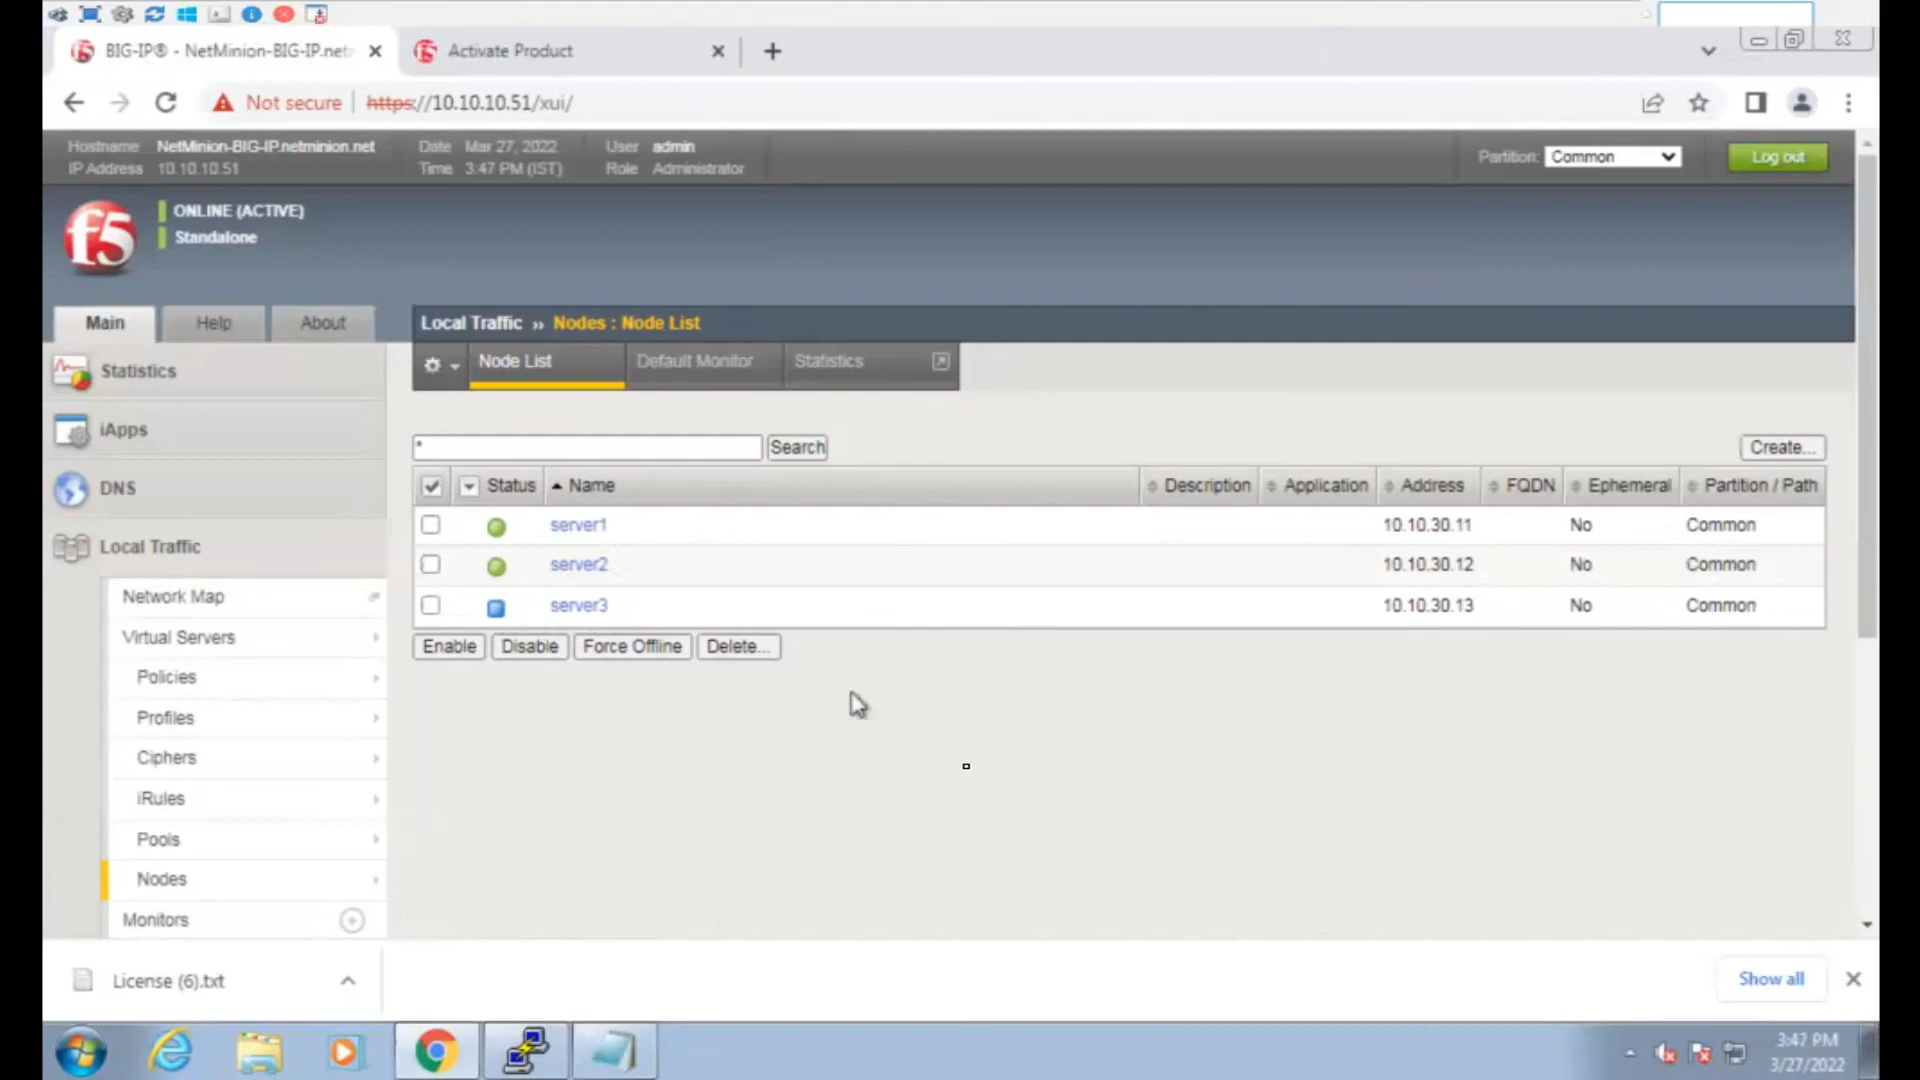 BIG-IP® - NetMinion-BIG-IP.netr
Activate Product
Not secure
https://10.10.10.51/xui/
Hostname NetMinion-BIG-IP.netminion.net Date Mar 27, 2022 User admin
IP Address 10.10.10.51 Time 3:47 PM (IST) Role Administrator
Partition: Common Log out
f5
ONLINE (ACTIVE)
Standalone
Main Help About
Local Traffic » Nodes : Node List
Node List Default Monitor Statistics
Statistics
iApps
DNS
Local Traffic
Network Map
Virtual Servers
Policies
Profiles
Ciphers
iRules
Pools
Nodes
Monitors
* Search Create...
Status Name Description Application Address FQDN Ephemeral Partition / Path
server1 10.10.30.11 No Common
server2 10.10.30.12 No Common
server3 10.10.30.13 No Common
Enable Disable Force Offline Delete...
License (6).txt
Show all
3:47 PM
3/27/2022